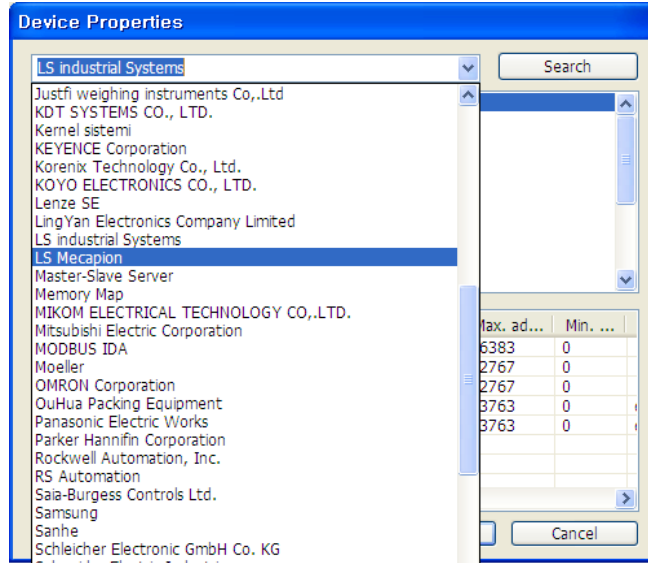 Device Properties
LS industrial Systems
Search
Justfi weighing instruments Co,.Ltd
KDT SYSTEMS CO., LTD.
Kernel sistemi
KEYENCE Corporation
Korenix Technology Co., Ltd.
KOYO ELECTRONICS CO., LTD.
Lenze SE
LingYan Electronics Company Limited
LS industrial Systems
LS Mecapion
Master-Slave Server
Memory Map
MIKOM ELECTRICAL TECHNOLOGY CO,.LTD.
Mitsubishi Electric Corporation
MODBUS IDA
Moeller
OMRON Corporation
OuHua Packing Equipment
Panasonic Electric Works
Parker Hannifin Corporation
Rockwell Automation, Inc.
RS Automation
Saia-Burgess Controls Ltd.
Samsung
Sanhe
Schleicher Electronic GmbH Co. KG
Max. ad... Min. ...
6383 0
2767 0
2767 0
3763 0
3763 0
Cancel